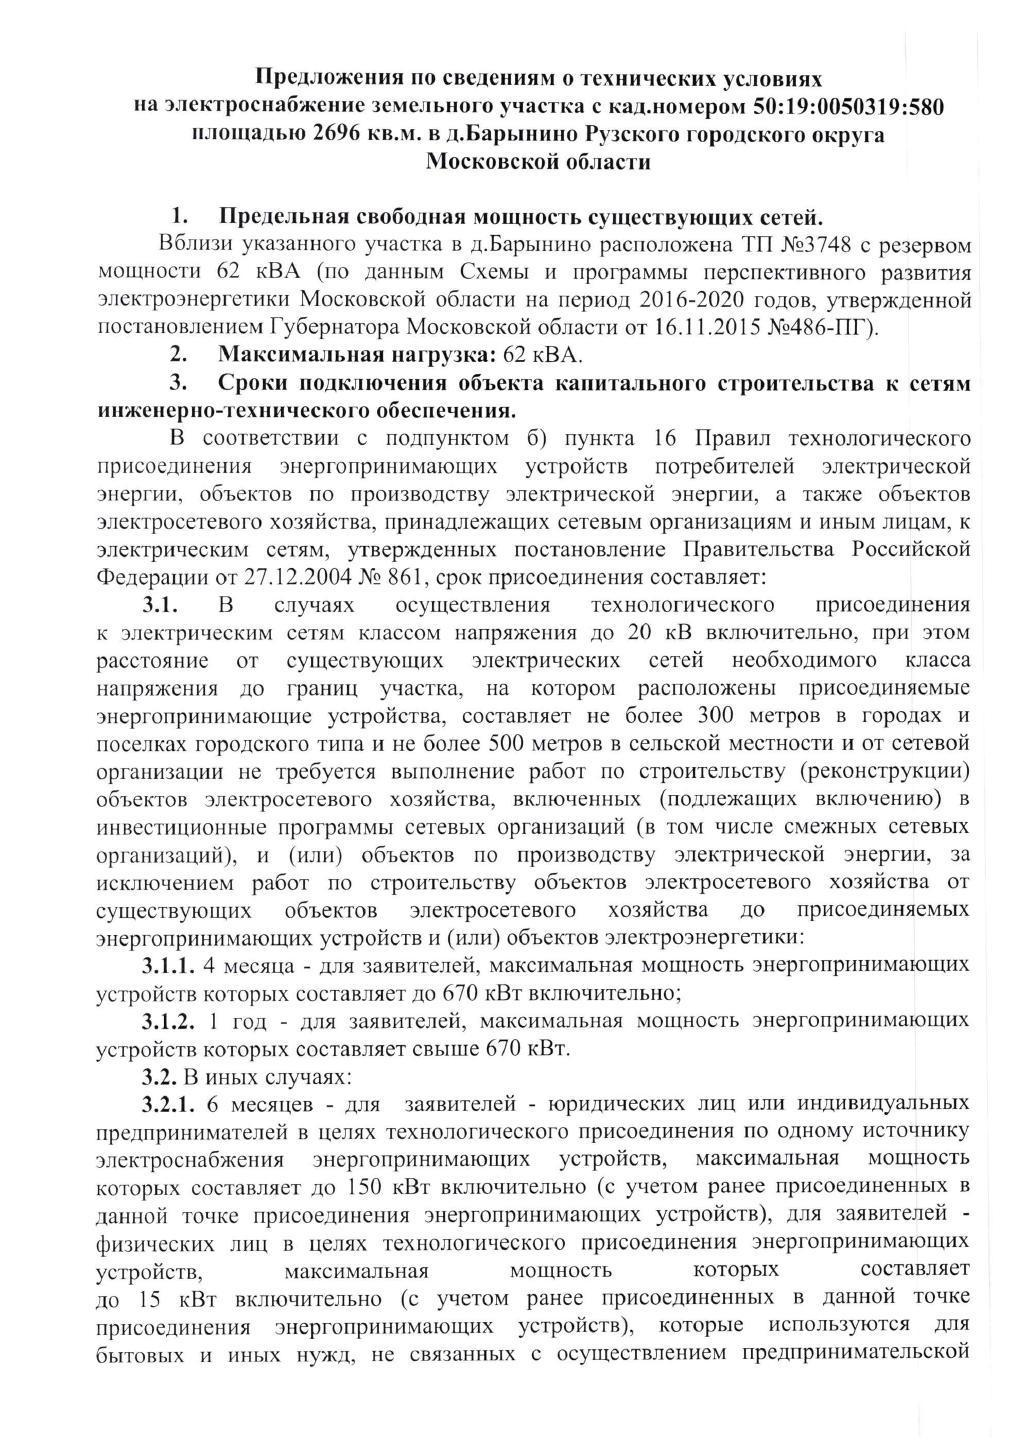 Предложения по сведениям о технических условиях
на электроснабжение земельного участка с кад.номером 50:19:0050319:580
площадью 2696 кв.м. в д.Барынино Рузского городского округа
Московской области
1. Предельная свободная мощность существующих сетей.
Вблизи указанного участка в д.Барынино расположена ТП №3748 с резервом
мощности 62 кВА (по данным Схемы и программы перспективного развития
электроэнергетики Московской области на период 2016-2020 годов, утвержденной
постановлением Губернатора Московской области от 16.11.2015 №486-ПГ).
2. Максимальная нагрузка: 62 кВА.
3. Сроки подключения объекта капитального строительства к сетям
инженерно-технического обеспечения.
В соответствии с подпунктом б) пункта 16 Правил технологического
присоединения энергопринимающих устройств потребителей электрической
энергии, объектов по производству электрической энергии, а также объектов
электросетевого хозяйства, принадлежащих сетевым организациям и иным лицам, к
электрическим сетям, утвержденных постановление Правительства Российской
Федерации от 27.12.2004 № 861, срок присоединения составляет:
3.1. В случаях осуществления технологического присоединения
к электрическим сетям классом напряжения до 20 кВ включительно, при этом
расстояние от существующих электрических сетей необходимого класса
напряжения до границ участка, на котором расположены присоединяемые
энергопринимающие устройства, составляет не более 300 метров в городах и
поселках городского типа и не более 500 метров в сельской местности и от сетевой
организации не требуется выполнение работ по строительству (реконструкции)
объектов электросетевого хозяйства, включенных (подлежащих включению) в
инвестиционные программы сетевых организаций (в том числе смежных сетевых
организаций), и (или) объектов по производству электрической энергии, за
исключением работ по строительству объектов электросетевого хозяйства от
существующих объектов электросетевого хозяйства до присоединяемых
энергопринимающих устройств и (или) объектов электроэнергетики:
3.1.1. 4 месяца - для заявителей, максимальная мощность энергопринимающих
устройств которых составляет до 670 кВт включительно;
3.1.2. 1 год - для заявителей, максимальная мощность энергопринимающих
устройств которых составляет свыше 670 кВт.
3.2. В иных случаях:
3.2.1. 6 месяцев - для заявителей - юридических лиц или индивидуальных
предпринимателей в целях технологического присоединения по одному источнику
электроснабжения энергопринимающих устройств, максимальная мощность
которых составляет до 150 кВт включительно (с учетом ранее присоединенных в
данной точке присоединения энергопринимающих устройств), для заявителей -
физических лиц в целях технологического присоединения энергопринимающих
устройств, максимальная мощность которых составляет
до 15 кВт включительно (с учетом ранее присоединенных в данной точке
присоединения энергопринимающих устройств), которые используются для
бытовых и иных нужд, не связанных с осуществлением предпринимательской